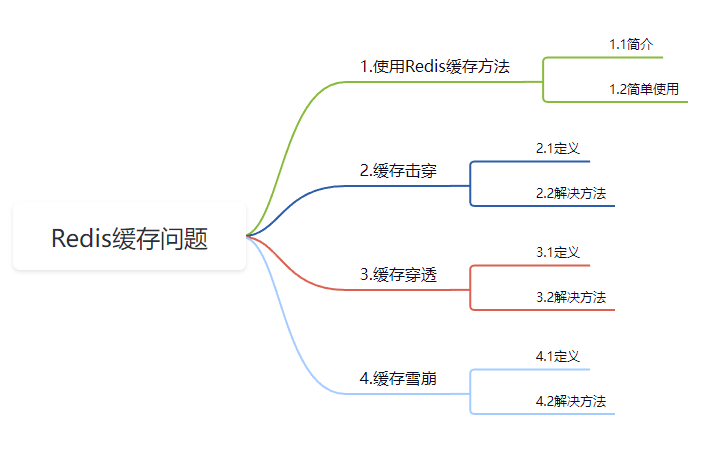 Redis缓存问题
1.使用Redis缓存方法
1.1简介
1.2简单使用
2.缓存击穿
2.1定义
2.2解决方法
3.缓存穿透
3.1定义
3.2解决方法
4.缓存雪崩
4.1定义
4.2解决方法